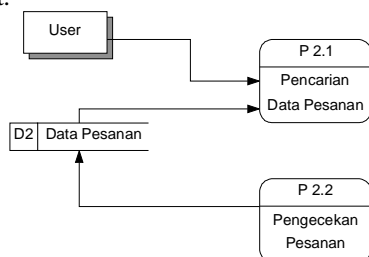 User
P 2.1
Pencarian
Data Pesanan
D2 Data Pesanan
P 2.2
Pengecekan
Pesanan